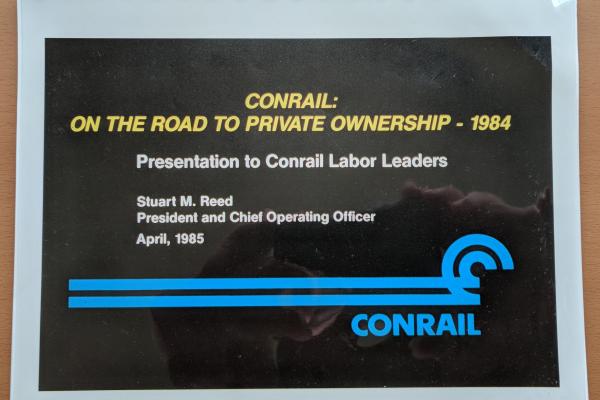 CONRAIL:
ON THE ROAD TO PRIVATE OWNERSHIP - 1984
Presentation to Conrail Labor Leaders
Stuart M. Reed
President and Chief Operating Officer
April, 1985
CONRAIL